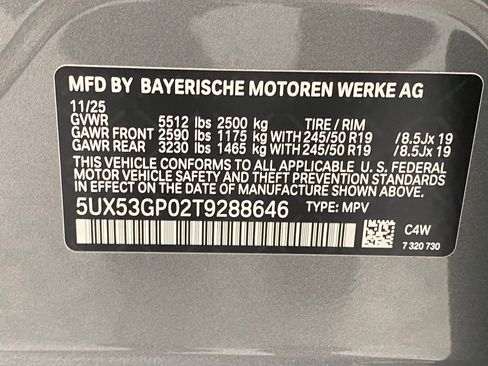 MFD BY BAYERISCHE MOTOREN WERKE AG
11/25
GVWR 5512 lbs 2500 kg TIRE / RIM
GAWR FRONT 2590 lbs 1175 kg WITH 245/50 R19 /8.5Jx 19
GAWR REAR 3230 lbs 1465 kg WITH 245/50 R19 /8.5Jx 19
THIS VEHICLE CONFORMS TO ALL APPLICABLE U. S. FEDERAL
MOTOR VEHICLE SAFETY AND THEFT PREVENTION STANDARDS
IN EFFECT ON THE DATE OF MANUFACTURE SHOWN ABOVE.
5UX53GP02T9288646 TYPE: MPV
C4W
7 320 730